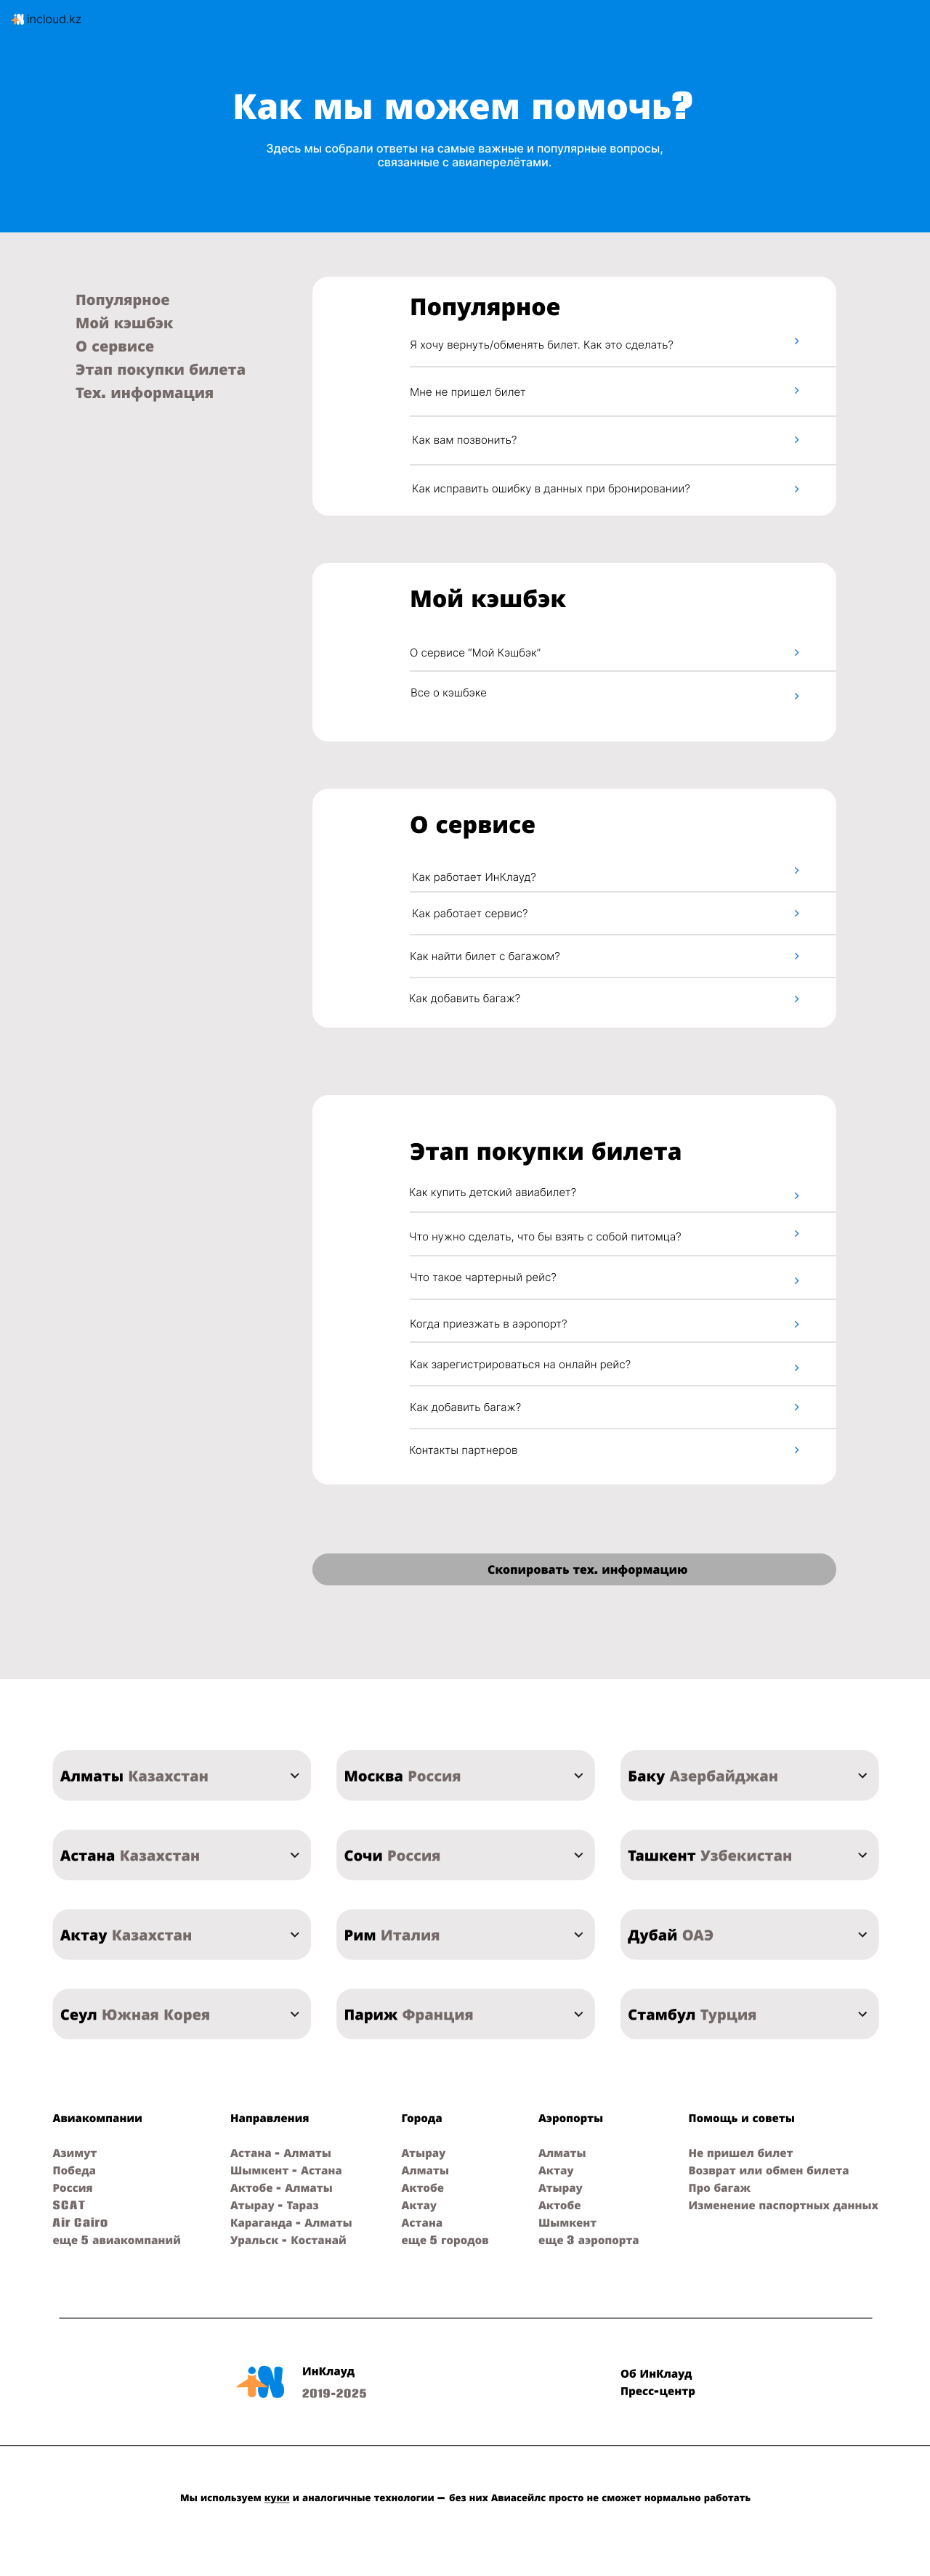 incloud.kz
Как мы можем помочь?
Здесь мы собрали ответы на самые важные и популярные вопросы,
связанные с авиаперелётами.
Популярное
Мой кэшбэк
О сервисе
Этап покупки билета
Тех. информация
Популярное
Я хочу вернуть/обменять билет. Как это сделать?
Мне не пришел билет
Как вам позвонить?
Как исправить ошибку в данных при бронировании?
Мой кэшбэк
О сервисе "Мой Кэшбэк"
Все о кэшбэке
О сервисе
Как работает ИнКлауд?
Как работает сервис?
Как найти билет с багажом?
Как добавить багаж?
Этап покупки билета
Как купить детский авиабилет?
Что нужно сделать, что бы взять с собой питомца?
Что такое чартерный рейс?
Когда приезжать в аэропорт?
Как зарегистрироваться на онлайн рейс?
Как добавить багаж?
Контакты партнеров
Скопировать тех. информацию
Алматы Казахстан
Москва Россия
Баку Азербайджан
Астана Казахстан
Сочи Россия
Ташкент Узбекистан
Актау Казахстан
Рим Италия
Дубай ОАЭ
Сеул Южная Корея
Париж Франция
Стамбул Турция
Авиакомпании
Азимут
Победа
Россия
SCAT
Air Cairo
еще 5 авиакомпаний
Направления
Астана - Алматы
Шымкент - Астана
Актобе - Алматы
Атырау - Тараз
Караганда - Алматы
Уральск - Костанай
Города
Атырау
Алматы
Актобе
Актау
Астана
еще 5 городов
Аэропорты
Алматы
Актау
Атырау
Актобе
Шымкент
еще 3 аэропорта
Помощь и советы
Не пришел билет
Возврат или обмен билета
Про багаж
Изменение паспортных данных
ИнКлауд
2019-2025
Об ИнКлауд
Пресс-центр
Мы используем куки и аналогичные технологии — без них Авиасейлс просто не сможет нормально работать